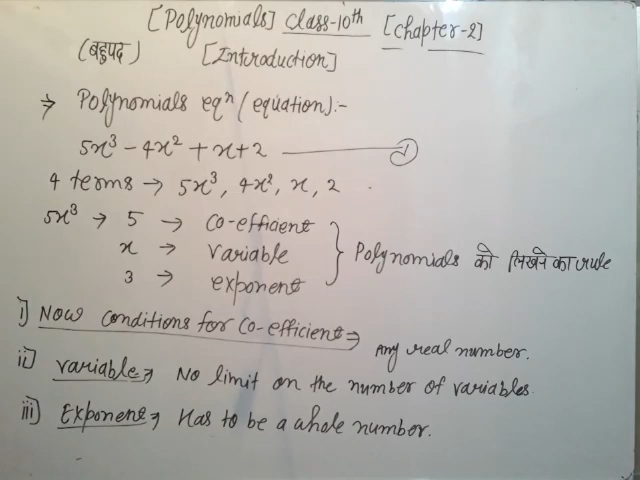 [Polynomials] Class-10th [Chapter-2]
(बहुपद) [Introduction]
→ Polynomials eqⁿ (equation):-
5x³ - 4x² + x + 2 —— ①
4 terms → 5x³, 4x², x, 2
5x³ → 5 → Co-efficient
x → variable
3 → exponent
} Polynomials को लिखने का rule
i) Now conditions for Co-efficient ⇒ Any real number.
ii) variable ⇒ No limit on the number of variables.
iii) Exponent ⇒ Has to be a whole number.